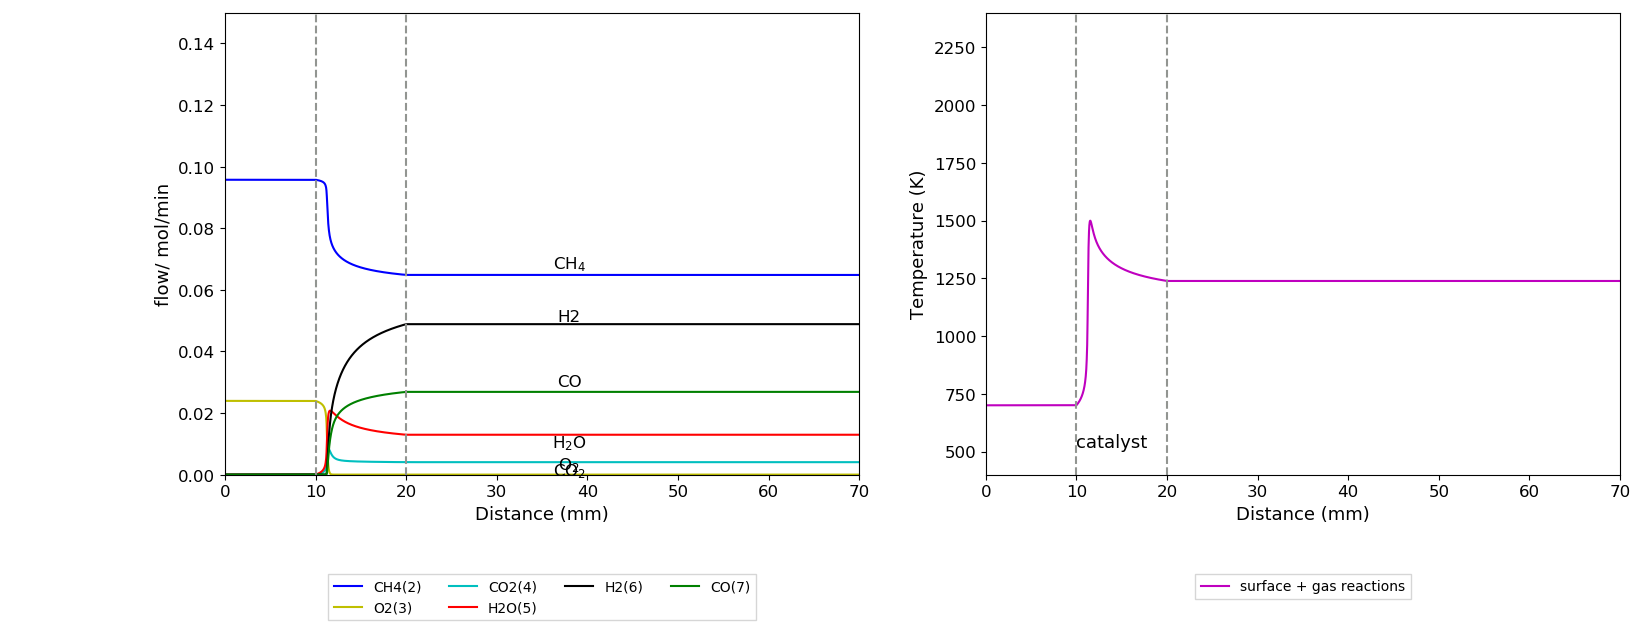 0.14
0.12
0.10
0.08
0.06
0.04
0.02
0.00
flow/ mol/min
CH₄
H2
CO
H₂O
O₂
CO₂
0 10 20 30 40 50 60 70
Distance (mm)
CH4(2) CO2(4) H2(6) CO(7)
O2(3) H2O(5)
2250
2000
1750
1500
1250
1000
750
500
Temperature (K)
catalyst
0 10 20 30 40 50 60 70
Distance (mm)
surface + gas reactions